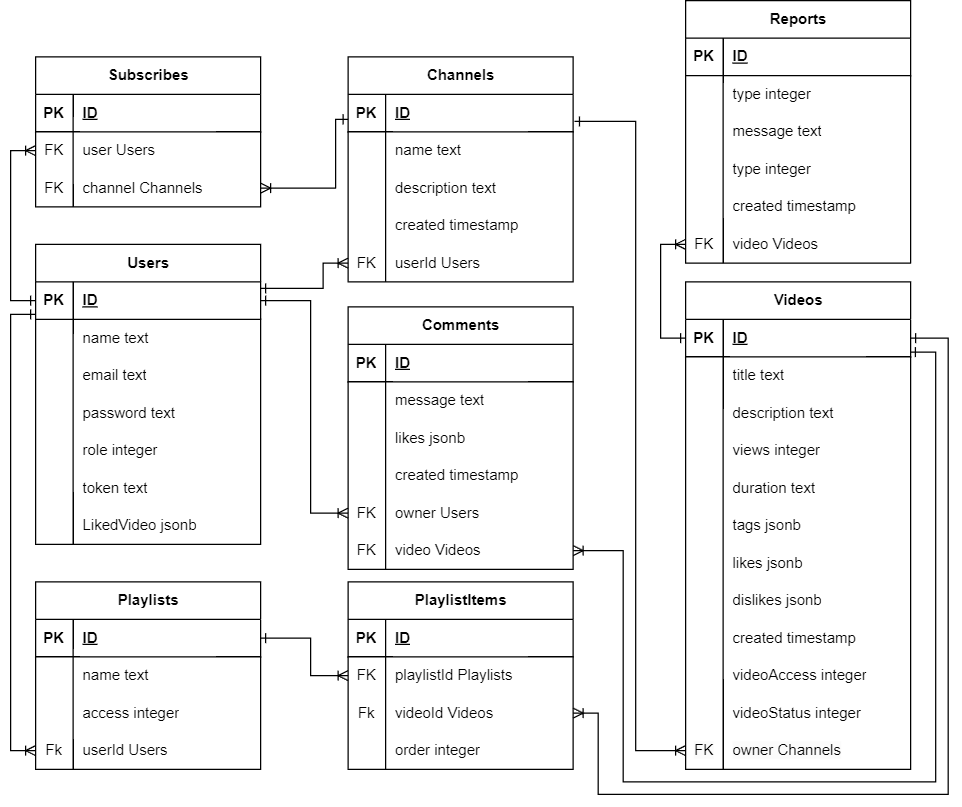 Subscribes
PK ID
FK user Users
FK channel Channels
Users
PK ID
name text
email text
password text
role integer
token text
LikedVideo jsonb
Playlists
PK ID
name text
access integer
Fk userId Users
Channels
PK ID
name text
description text
created timestamp
FK userId Users
Comments
PK ID
message text
likes jsonb
created timestamp
FK owner Users
FK video Videos
PlaylistItems
PK ID
FK playlistId Playlists
Fk videoId Videos
order integer
Reports
PK ID
type integer
message text
type integer
created timestamp
FK video Videos
Videos
PK ID
title text
description text
views integer
duration text
tags jsonb
likes jsonb
dislikes jsonb
created timestamp
videoAccess integer
videoStatus integer
FK owner Channels